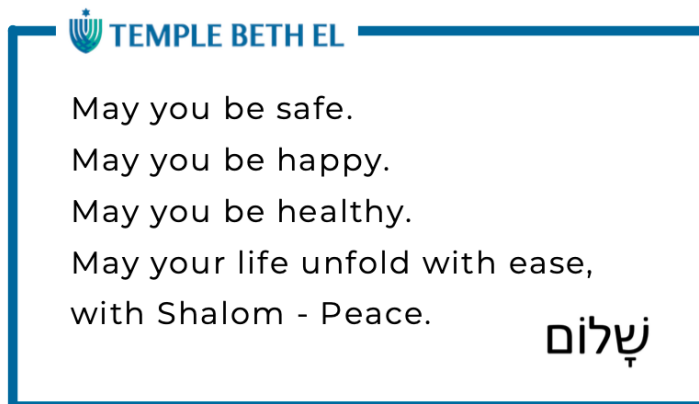 TEMPLE BETH EL
May you be safe.
May you be happy.
May you be healthy.
May your life unfold with ease,
with Shalom - Peace.
שָׁלוֹם